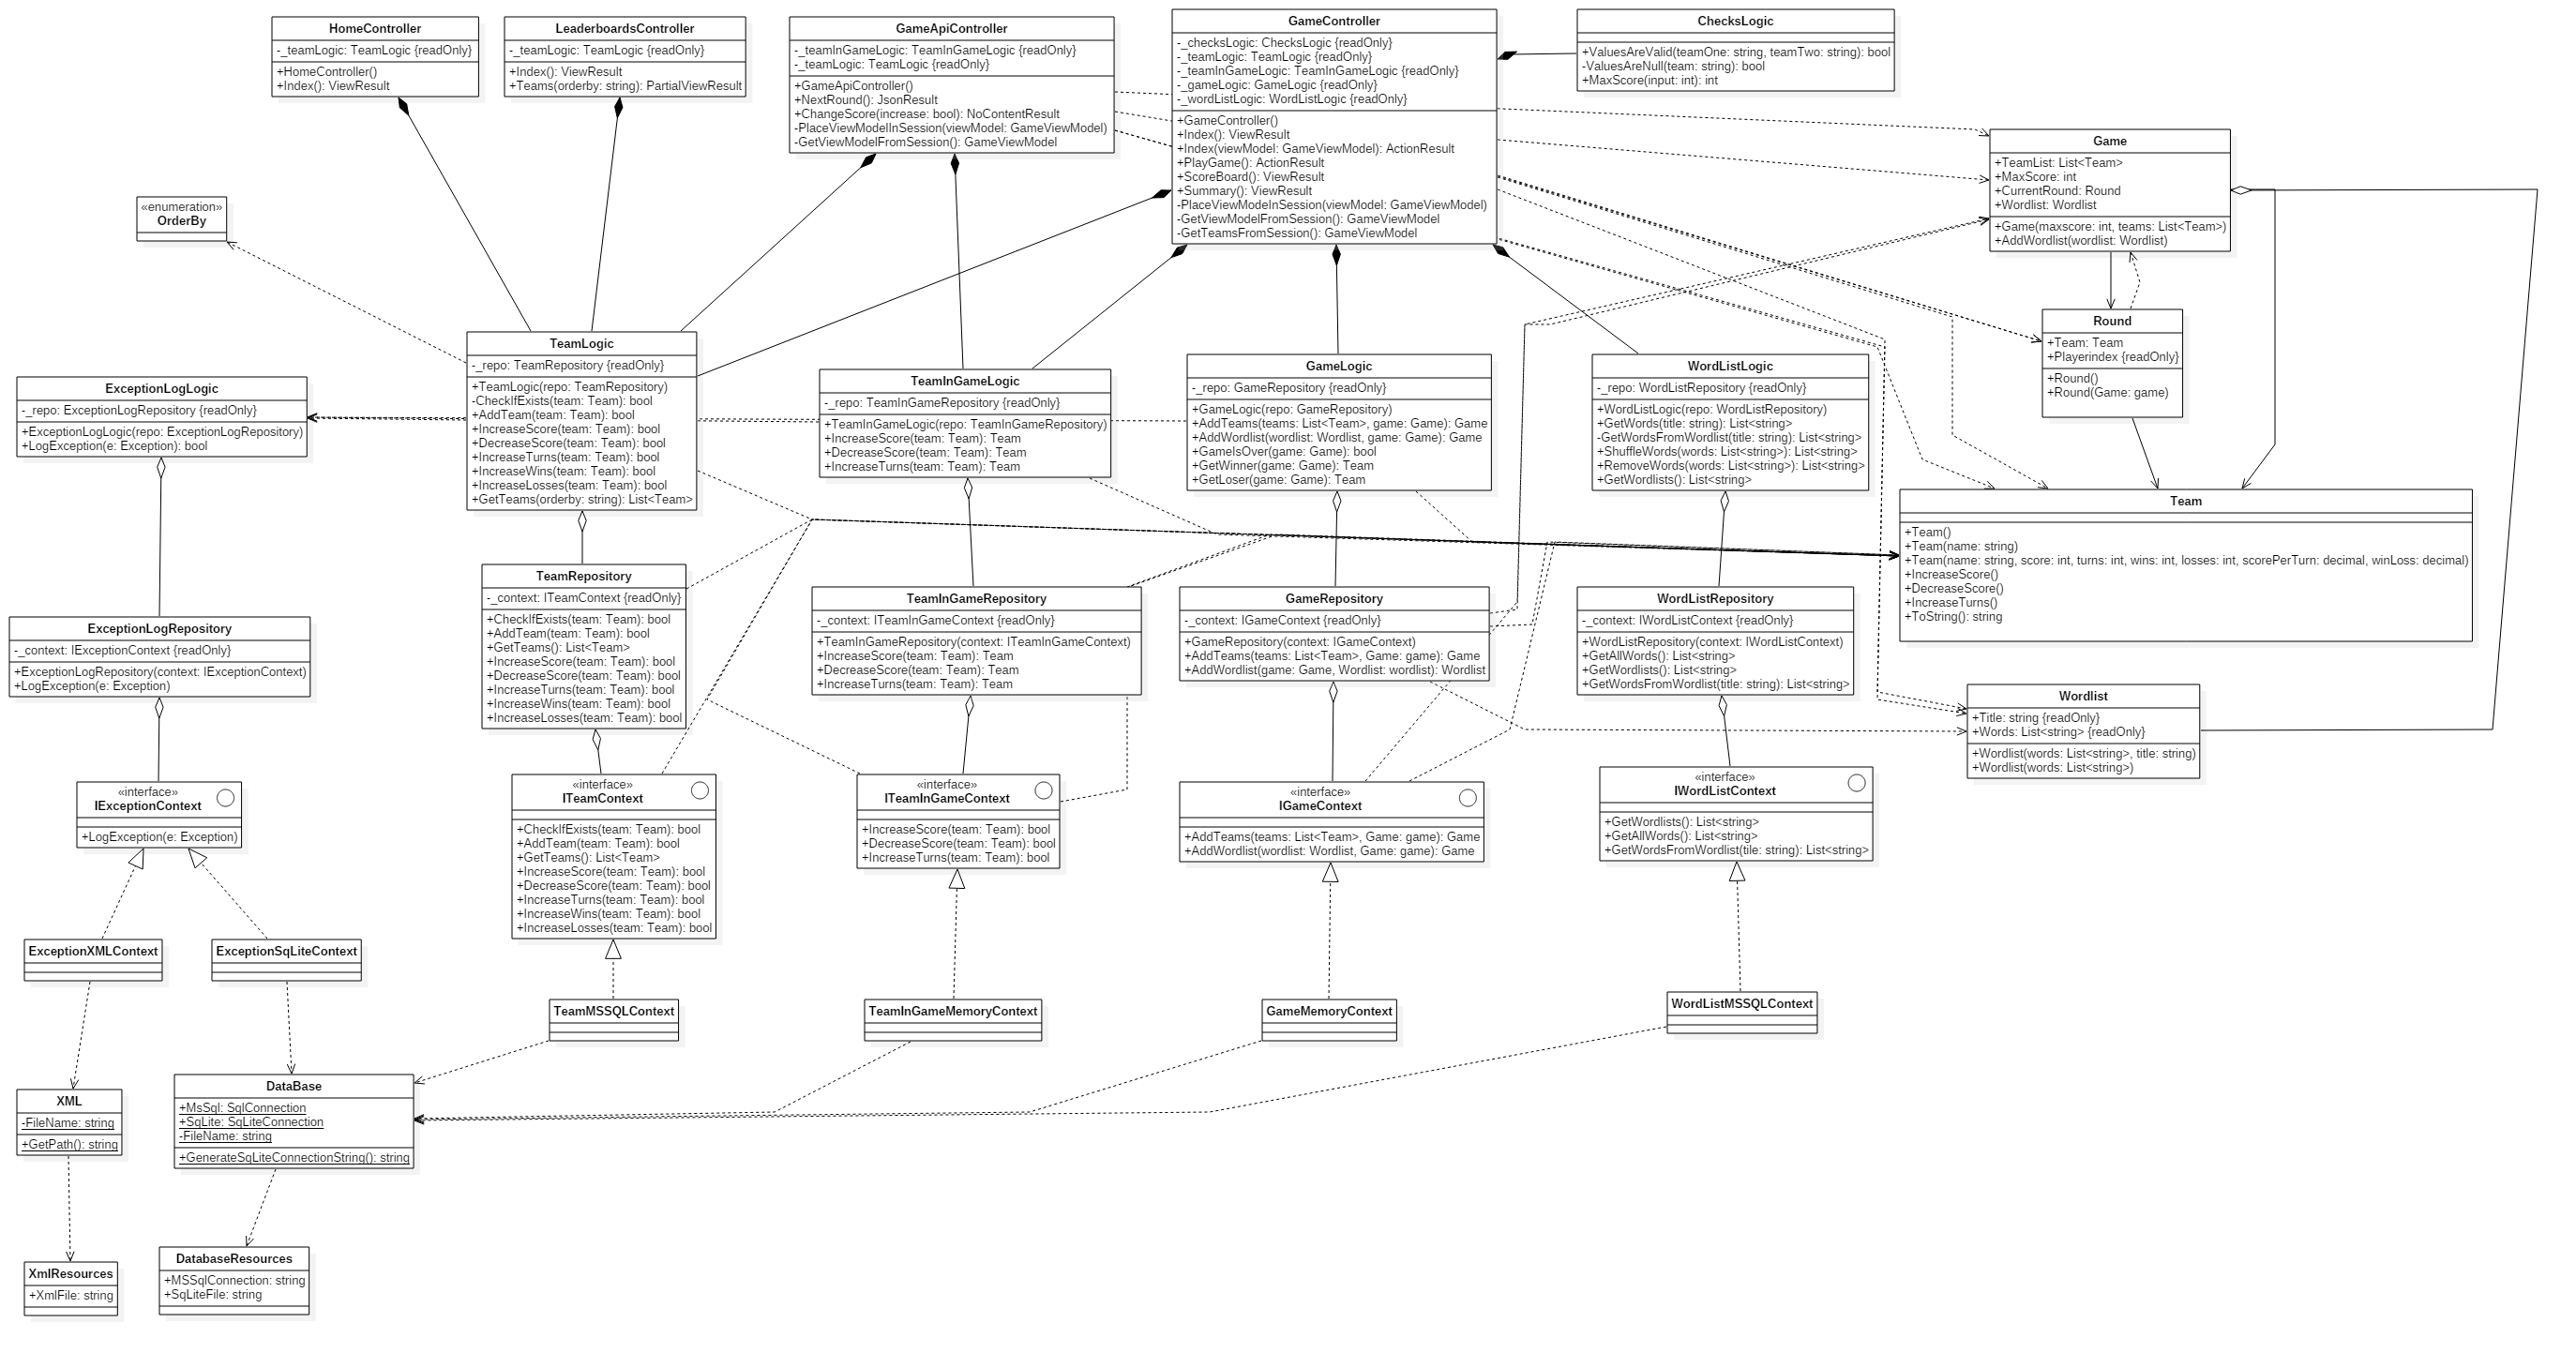 HomeController
-_teamLogic: TeamLogic {readOnly}
+HomeController()
+Index(): ViewResult
LeaderboardsController
-_teamLogic: TeamLogic {readOnly}
+Index(): ViewResult
+Teams(orderby: string): PartialViewResult
GameApiController
-_teamInGameLogic: TeamInGameLogic {readOnly}
-_teamLogic: TeamLogic {readOnly}
+GameApiController()
+NextRound(): JsonResult
+ChangeScore(increase: bool): NoContentResult
-PlaceViewModelInSession(viewModel: GameViewModel)
-GetViewModelFromSession(): GameViewModel
GameController
-_checksLogic: ChecksLogic {readOnly}
-_teamLogic: TeamLogic {readOnly}
-_teamInGameLogic: TeamInGameLogic {readOnly}
-_gameLogic: GameLogic {readOnly}
-_wordListLogic: WordListLogic {readOnly}
+GameController()
+Index(): ViewResult
+Index(viewModel: GameViewModel): ActionResult
+PlayGame(): ActionResult
+ScoreBoard(): ViewResult
+Summary(): ViewResult
-PlaceViewModeInSession(viewModel: GameViewModel)
-GetViewModelFromSession(): GameViewModel
-GetTeamsFromSession(): GameViewModel
ChecksLogic
+ValuesAreValid(teamOne: string, teamTwo: string): bool
-ValuesAreNull(team: string): bool
+MaxScore(input: int): int
Game
+TeamList: List<Team>
+MaxScore: int
+CurrentRound: Round
+Wordlist: Wordlist
+Game(maxscore: int, teams: List<Team>)
+AddWordlist(wordlist: Wordlist)
«enumeration»
OrderBy
Round
+Team: Team
+Playerindex {readOnly}
+Round()
+Round(Game: game)
TeamLogic
-_repo: TeamRepository {readOnly}
+TeamLogic(repo: TeamRepository)
-CheckIfExists(team: Team): bool
+AddTeam(team: Team): bool
+IncreaseScore(team: Team): bool
+DecreaseScore(team: Team): bool
+IncreaseTurns(team: Team): bool
+IncreaseWins(team: Team): bool
+IncreaseLosses(team: Team): bool
+GetTeams(orderby: string): List<Team>
ExceptionLogLogic
-_repo: ExceptionLogRepository {readOnly}
+ExceptionLogLogic(repo: ExceptionLogRepository)
+LogException(e: Exception): bool
TeamInGameLogic
-_repo: TeamInGameRepository {readOnly}
+TeamInGameLogic(repo: TeamInGameRepository)
+IncreaseScore(team: Team): Team
+DecreaseScore(team: Team): Team
+IncreaseTurns(team: Team): Team
GameLogic
-_repo: GameRepository {readOnly}
+GameLogic(repo: GameRepository)
+AddTeams(teams: List<Team>, game: Game): Game
+AddWordlist(wordlist: Wordlist, game: Game): Game
+GameIsOver(game: Game): bool
+GetWinner(game: Game): Team
+GetLoser(game: Game): Team
WordListLogic
-_repo: WordListRepository {readOnly}
+WordListLogic(repo: WordListRepository)
+GetWords(title: string): List<string>
-GetWordsFromWordlist(title: string): List<string>
+ShuffleWords(words: List<string>): List<string>
+RemoveWords(words: List<string>): List<string>
+GetWordlists(): List<string>
Team
+Team()
+Team(name: string)
+Team(name: string, score: int, turns: int, wins: int, losses: int, scorePerTurn: decimal, winLoss: decimal)
+IncreaseScore()
+DecreaseScore()
+IncreaseTurns()
+ToString(): string
TeamRepository
-_context: ITeamContext {readOnly}
+CheckIfExists(team: Team): bool
+AddTeam(team: Team): bool
+GetTeams(): List<Team>
+IncreaseScore(team: Team): bool
+DecreaseScore(team: Team): bool
+IncreaseTurns(team: Team): bool
+IncreaseWins(team: Team): bool
+IncreaseLosses(team: Team): bool
TeamInGameRepository
-_context: ITeamInGameContext {readOnly}
+TeamInGameRepository(context: ITeamInGameContext)
+IncreaseScore(team: Team): Team
+DecreaseScore(team: Team): Team
+IncreaseTurns(team: Team): Team
GameRepository
-_context: IGameContext {readOnly}
+GameRepository(context: IGameContext)
+AddTeams(teams: List<Team>, Game: game): Game
+AddWordlist(game: Game, Wordlist: wordlist): Wordlist
WordListRepository
-_context: IWordListContext {readOnly}
+WordListRepository(context: IWordListContext)
+GetAllWords(): List<string>
+GetWordlists(): List<string>
+GetWordsFromWordlist(title: string): List<string>
ExceptionLogRepository
-_context: IExceptionContext {readOnly}
+ExceptionLogRepository(context: IExceptionContext)
+LogException(e: Exception)
Wordlist
+Title: string {readOnly}
+Words: List<string> {readOnly}
+Wordlist(words: List<string>, title: string)
+Wordlist(words: List<string>)
«interface»
IExceptionContext
+LogException(e: Exception)
«interface»
ITeamContext
+CheckIfExists(team: Team): bool
+AddTeam(team: Team): bool
+GetTeams(): List<Team>
+IncreaseScore(team: Team): bool
+DecreaseScore(team: Team): bool
+IncreaseTurns(team: Team): bool
+IncreaseWins(team: Team): bool
+IncreaseLosses(team: Team): bool
«interface»
ITeamInGameContext
+IncreaseScore(team: Team): bool
+DecreaseScore(team: Team): bool
+IncreaseTurns(team: Team): bool
«interface»
IGameContext
+AddTeams(teams: List<Team>, Game: game): Game
+AddWordlist(wordlist: Wordlist, Game: game): Game
«interface»
IWordListContext
+GetWordlists(): List<string>
+GetAllWords(): List<string>
+GetWordsFromWordlist(tile: string): List<string>
ExceptionXMLContext
ExceptionSqLiteContext
TeamMSSQLContext
TeamInGameMemoryContext
GameMemoryContext
WordListMSSQLContext
XML
-FileName: string
+GetPath(): string
DataBase
+MsSql: SqlConnection
+SqLite: SqLiteConnection
-FileName: string
+GenerateSqLiteConnectionString(): string
XmlResources
+XmlFile: string
DatabaseResources
+MSSqlConnection: string
+SqLiteFile: string